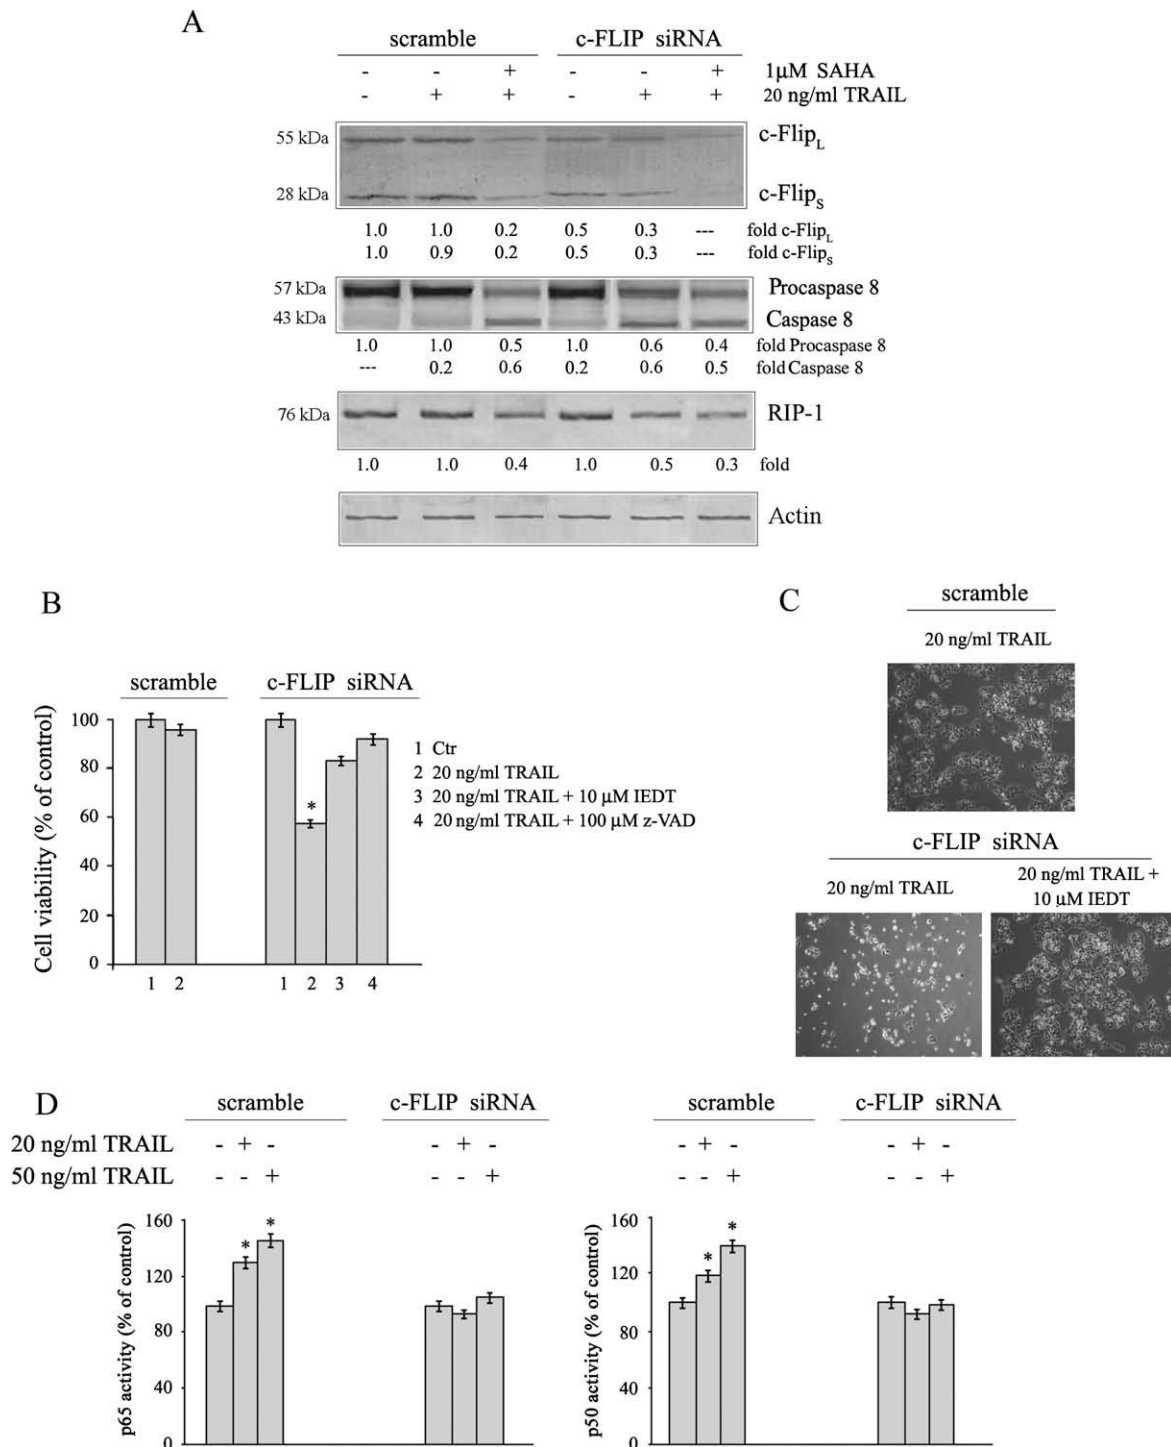 A
scramble
c-FLIP siRNA
- - + - - + 1µM SAHA
- + + - + + 20 ng/ml TRAIL
55 kDa
c-FlipL
28 kDa
c-FlipS
1.0 1.0 0.2 0.5 0.3 --- fold c-FlipL
1.0 0.9 0.2 0.5 0.3 --- fold c-FlipS
57 kDa
Procaspase 8
43 kDa
Caspase 8
1.0 1.0 0.5 1.0 0.6 0.4 fold Procaspase 8
--- 0.2 0.6 0.2 0.6 0.5 fold Caspase 8
76 kDa
RIP-1
1.0 1.0 0.4 1.0 0.5 0.3 fold
Actin
B
scramble
c-FLIP siRNA
Cell viability (% of control)
100
80
60
40
20
0
*
1 2 1 2 3 4
1 Ctr
2 20 ng/ml TRAIL
3 20 ng/ml TRAIL + 10 µM IEDT
4 20 ng/ml TRAIL + 100 µM z-VAD
C
scramble
20 ng/ml TRAIL
c-FLIP siRNA
20 ng/ml TRAIL
20 ng/ml TRAIL +
10 µM IEDT
D
scramble
c-FLIP siRNA
scramble
c-FLIP siRNA
20 ng/ml TRAIL - + - - + - - + - - + -
50 ng/ml TRAIL - - + - - + - - + - - +
p65 activity (% of control)
160
120
80
40
0
* *
p50 activity (% of control)
160
120
80
40
0
* *